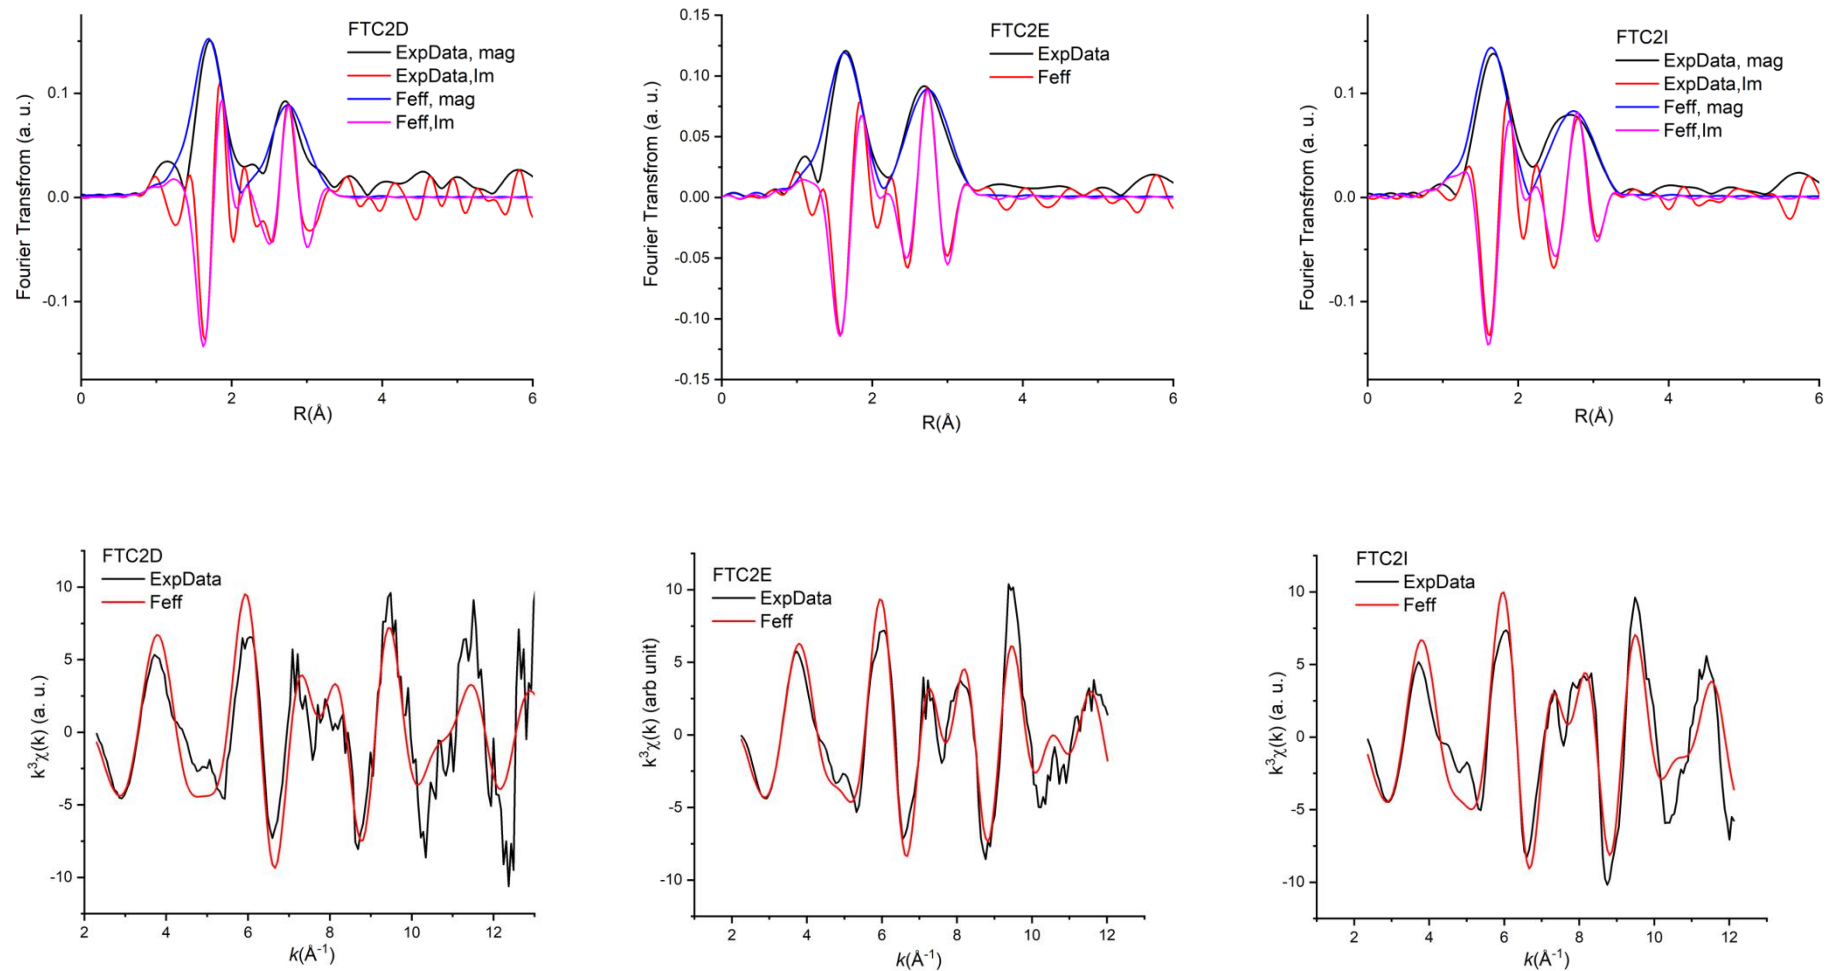 FTC2D
ExpData, mag
ExpData,Im
Feff, mag
Feff,Im
0.1
0.0
-0.1
Fourier Transfrom (a. u.)
0
2
4
6
R(Å)
FTC2E
ExpData
Feff
0.15
0.10
0.05
0.00
-0.05
-0.10
-0.15
Fourier Transfrom (a. u.)
0
2
4
6
R(Å)
FTC2I
ExpData, mag
ExpData,Im
Feff, mag
Feff,Im
0.1
0.0
-0.1
Fourier Transfrom (a. u.)
0
2
4
6
R(Å)
FTC2D
ExpData
Feff
10
5
0
-5
-10
k³χ(k) (a. u.)
2
4
6
8
10
12
k(Å⁻¹)
FTC2E
ExpData
Feff
10
5
0
-5
-10
k³χ(k) (arb unit)
2
4
6
8
10
12
k(Å⁻¹)
FTC2I
ExpData
Feff
10
5
0
-5
-10
k³χ(k) (a. u.)
2
4
6
8
10
12
k(Å⁻¹)